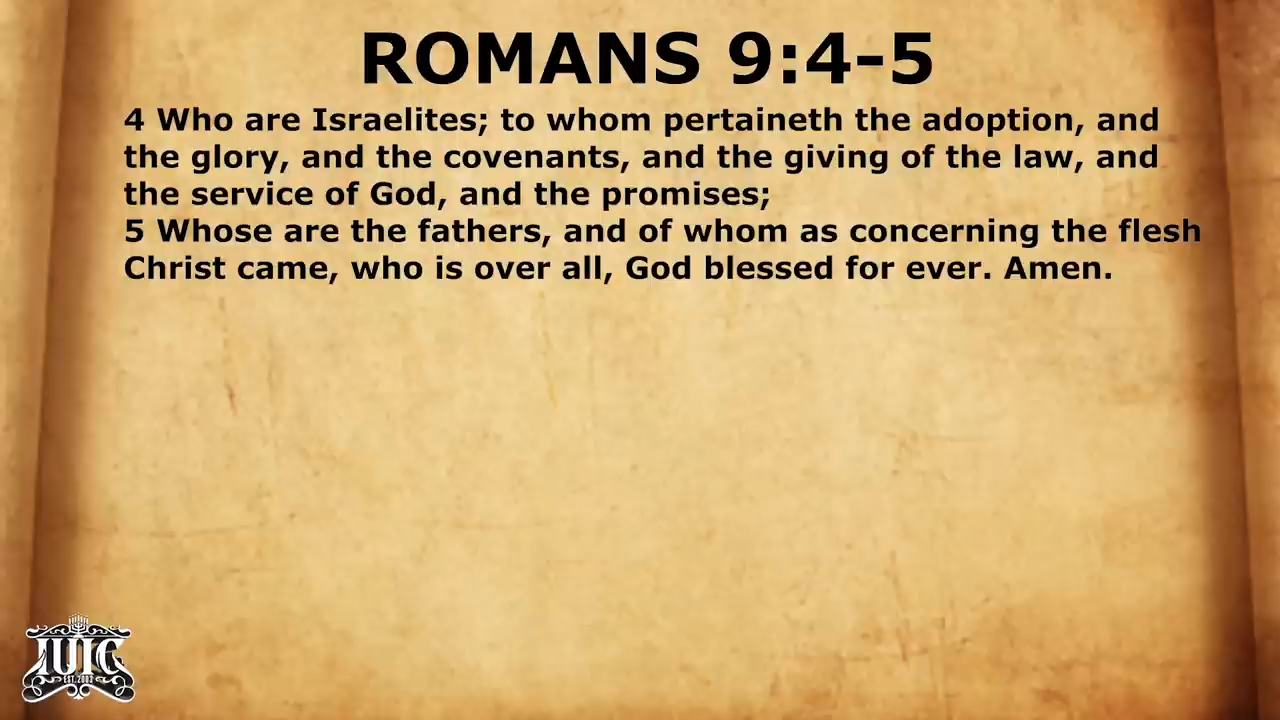 ROMANS 9:4-5
4 Who are Israelites; to whom pertaineth the adoption, and
the glory, and the covenants, and the giving of the law, and
the service of God, and the promises;
5 Whose are the fathers, and of whom as concerning the flesh
Christ came, who is over all, God blessed for ever. Amen.
IUIC
EST.2003